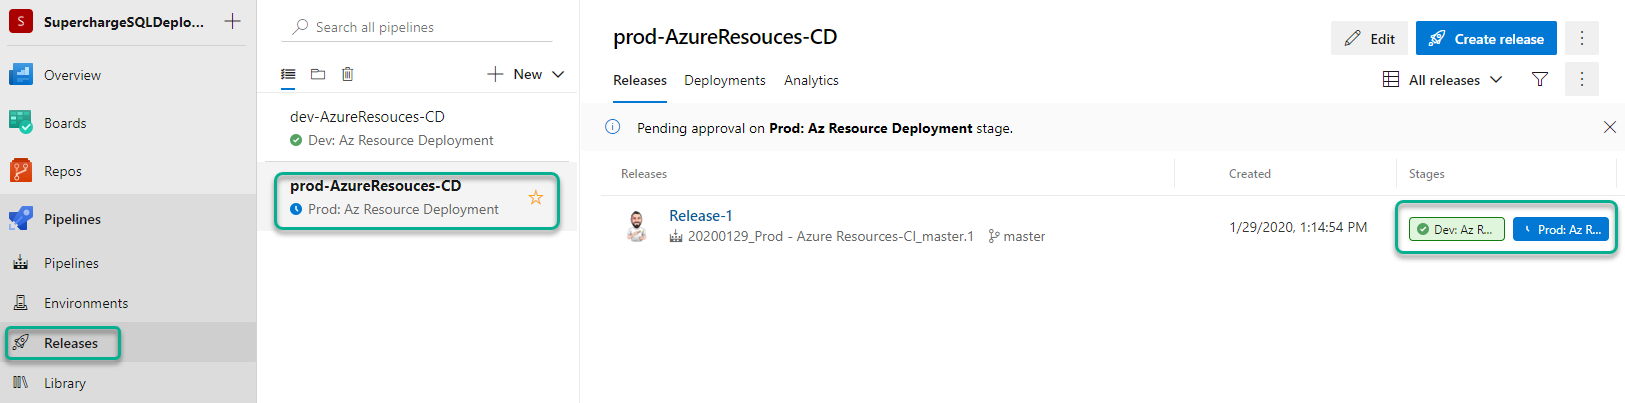 S SuperchargeSQLDeplo...
Overview
Boards
Repos
Pipelines
Pipelines
Environments
Releases
Library
Search all pipelines
New
dev-AzureResouces-CD
Dev: Az Resource Deployment
prod-AzureResouces-CD
Prod: Az Resource Deployment
prod-AzureResouces-CD
Edit
Create release
Releases Deployments Analytics
All releases
Pending approval on Prod: Az Resource Deployment stage.
Releases Created Stages
Release-1
20200129_Prod - Azure Resources-CI_master.1 master
1/29/2020, 1:14:54 PM
Dev: Az R... Prod: Az R...